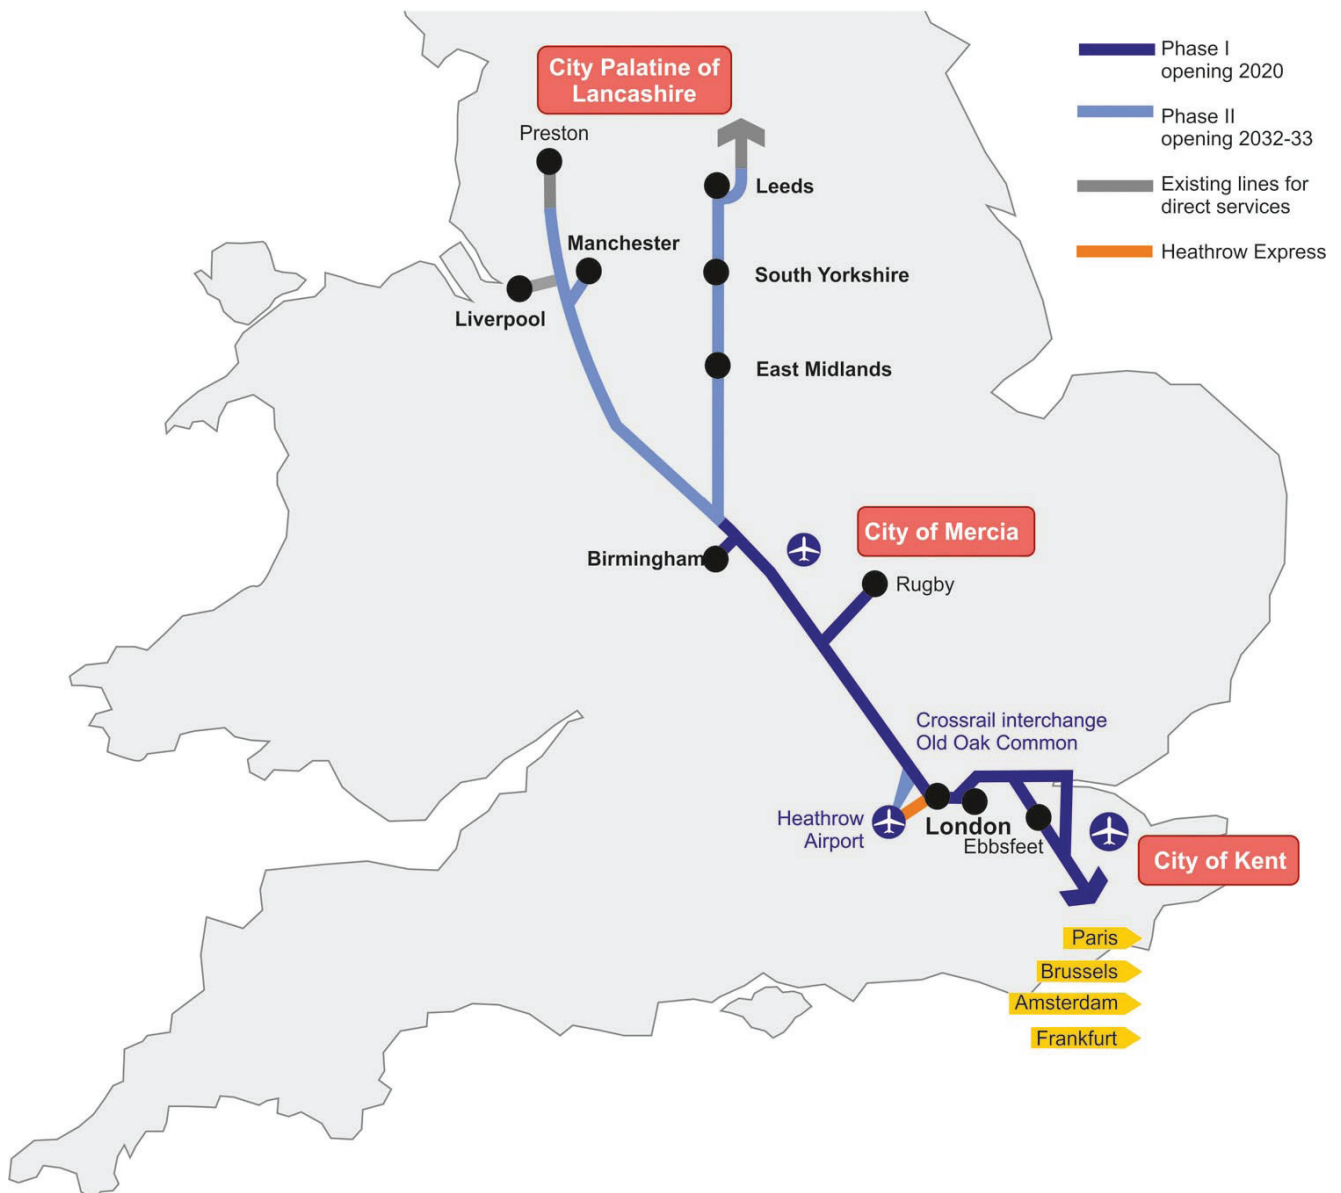 City Palatine of
Lancashire
Preston
Leeds
Manchester
South Yorkshire
Liverpool
East Midlands
Phase I
opening 2020
Phase II
opening 2032-33
Existing lines for
direct services
Heathrow Express
City of Mercia
Birmingham
Rugby
Crossrail interchange
Old Oak Common
Heathrow
Airport
London
Ebbsfeet
City of Kent
Paris
Brussels
Amsterdam
Frankfurt